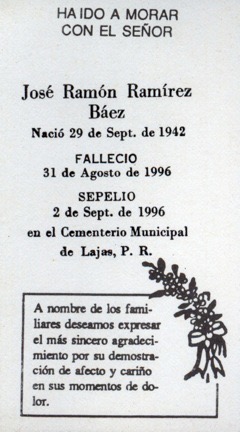 HA IDO A MORAR
CON EL SEÑOR
José Ramón Ramírez
Báez
Nació 29 de Sept. de 1942
FALLECIO
31 de Agosto de 1996
SEPELIO
2 de Sept. de 1996
en el Cementerio Municipal
de Lajas, P. R.
A nombre de los fami-
liares deseamos expresar
el más sincero agradeci-
miento por su demostra-
ción de afecto y cariño
en sus momentos de do-
lor.